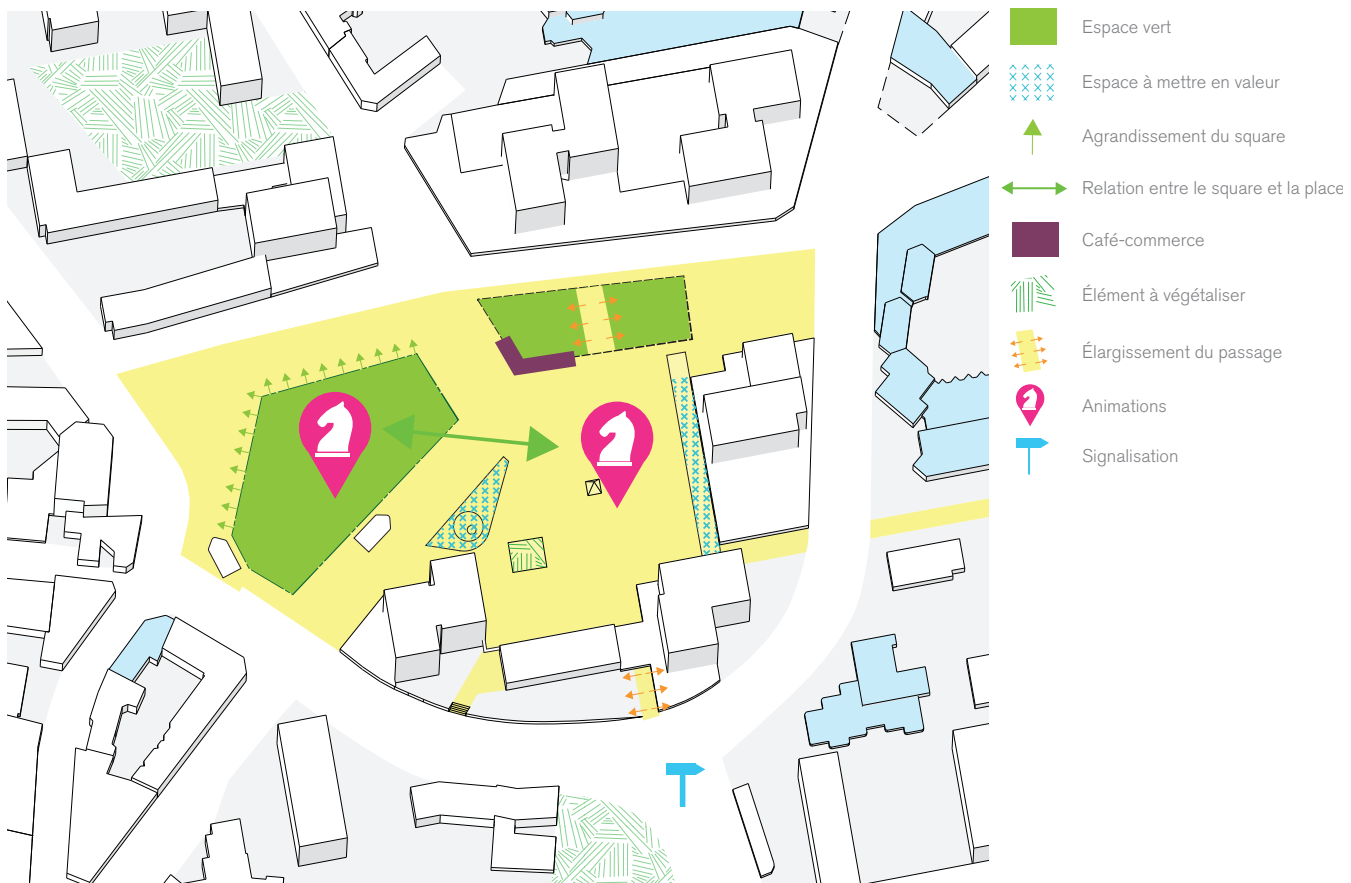 Espace vert
Espace à mettre en valeur
Agrandissement du square
Relation entre le square et la place
Café-commerce
Élément à végétaliser
Élargissement du passage
Animations
Signalisation